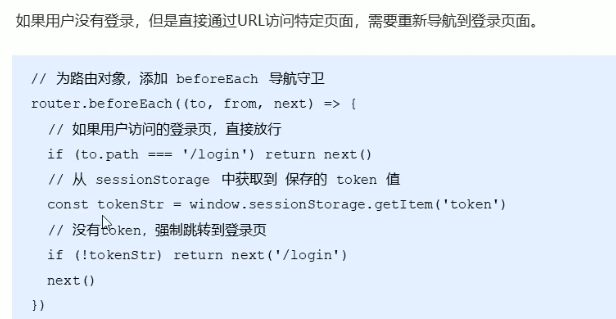 如果用户没有登录，但是直接通过URL访问特定页面，需要重新导航到登录页面。
// 为路由对象，添加 beforeEach 导航守卫
router.beforeEach((to, from, next) => {
// 如果用户访问的登录页，直接放行
if (to.path === '/login') return next()
// 从 sessionStorage 中获取到 保存的 token 值
const tokenStr = window.sessionStorage.getItem('token')
// 没有token，强制跳转到登录页
if (!tokenStr) return next('/login')
next()
})